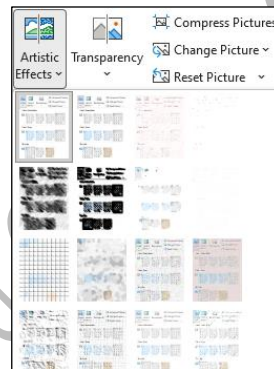 Compress Pictures
Artistic Effects
Transparency
Change Picture
Reset Picture